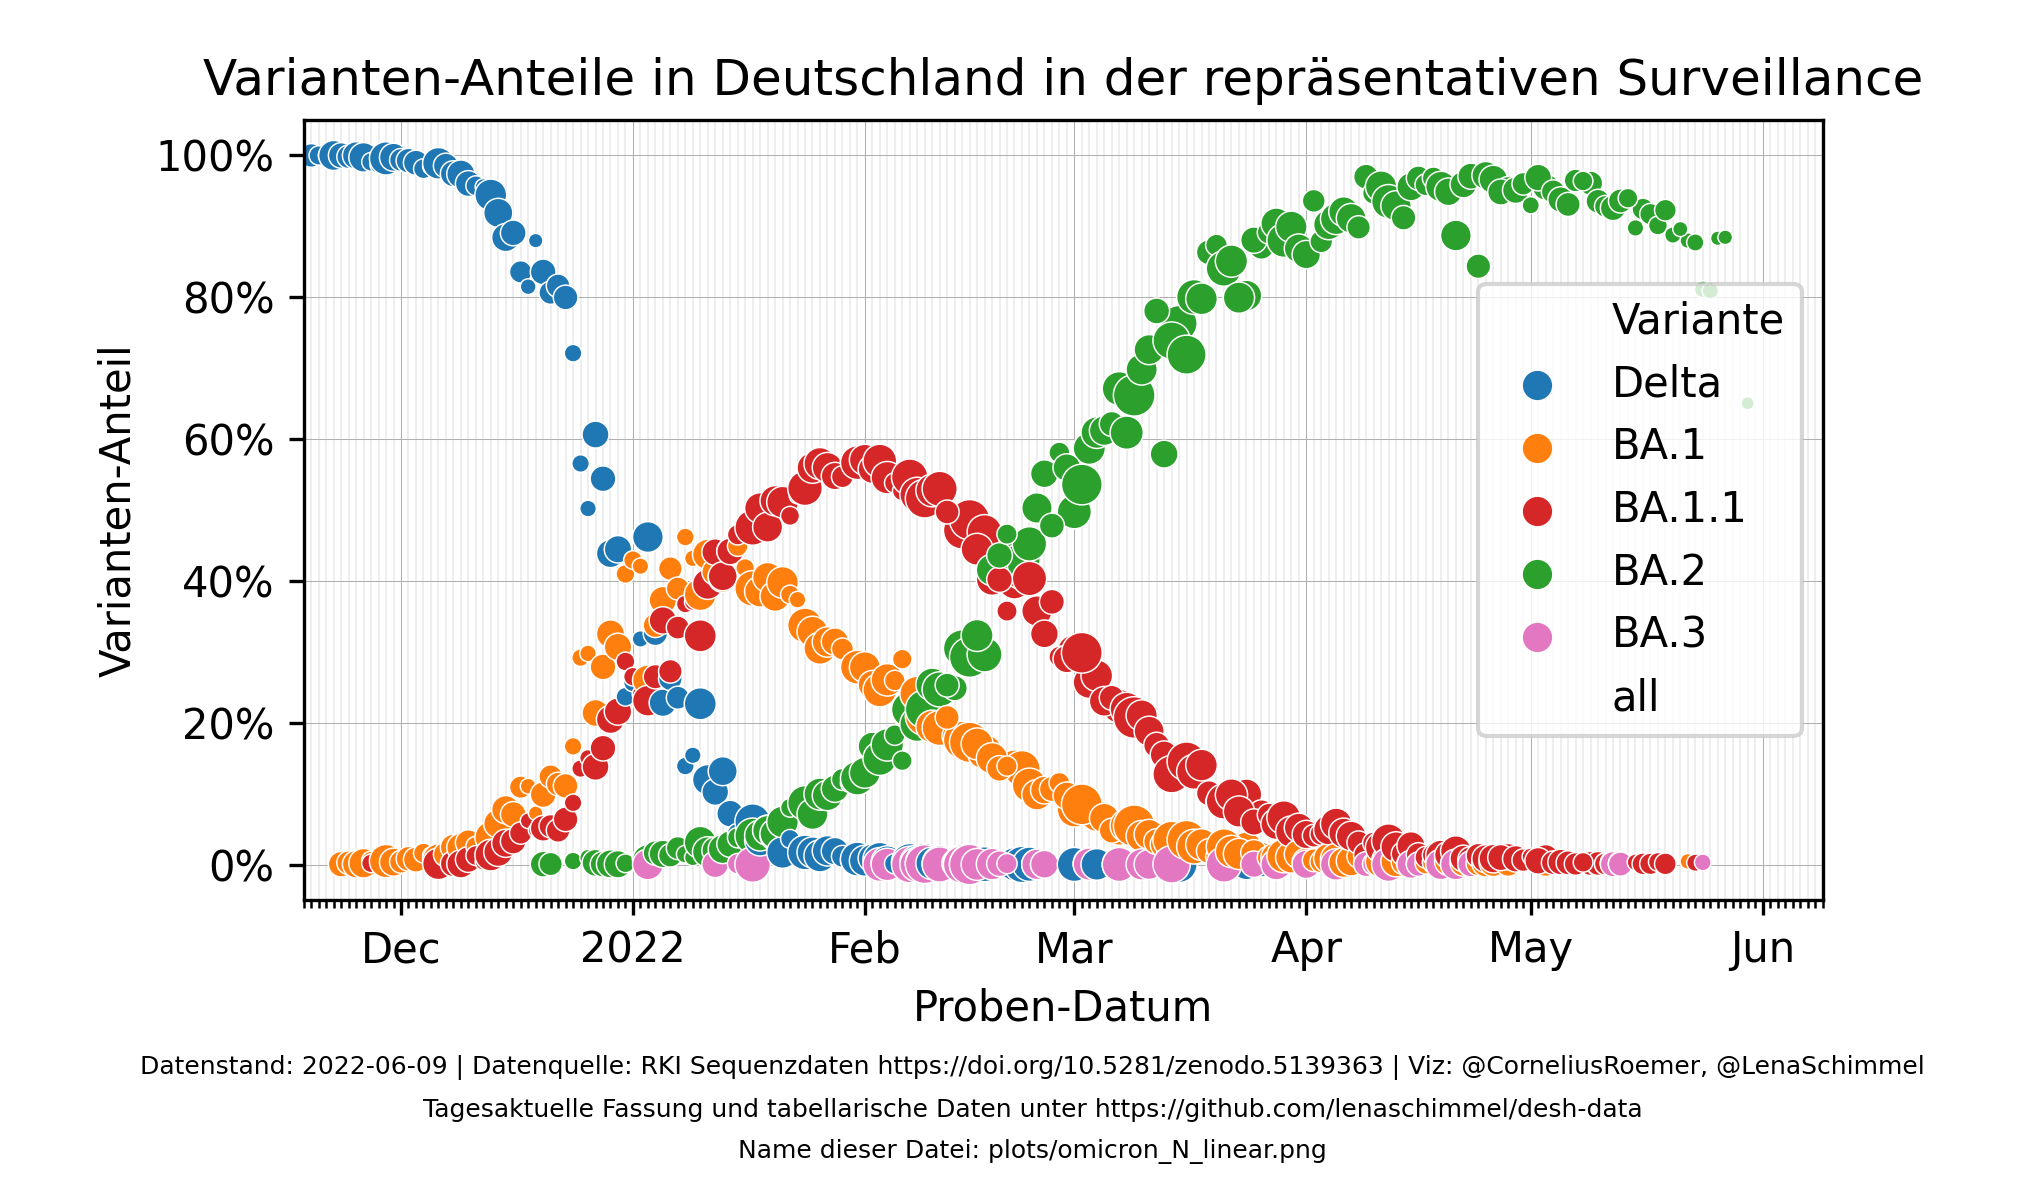 Varianten-Anteile in Deutschland in der repräsentativen Surveillance
Varianten-Anteil
100%
80%
60%
40%
20%
0%
Variante
Delta
BA.1
BA.1.1
BA.2
BA.3
all
Dec 2022 Feb Mar Apr May Jun
Proben-Datum
Datenstand: 2022-06-09 | Datenquelle: RKI Sequenzdaten https://doi.org/10.5281/zenodo.5139363 | Viz: @CorneliusRoemer, @LenaSchimmel
Tagesaktuelle Fassung und tabellarische Daten unter https://github.com/lenaschimmel/desh-data
Name dieser Datei: plots/omicron_N_linear.png